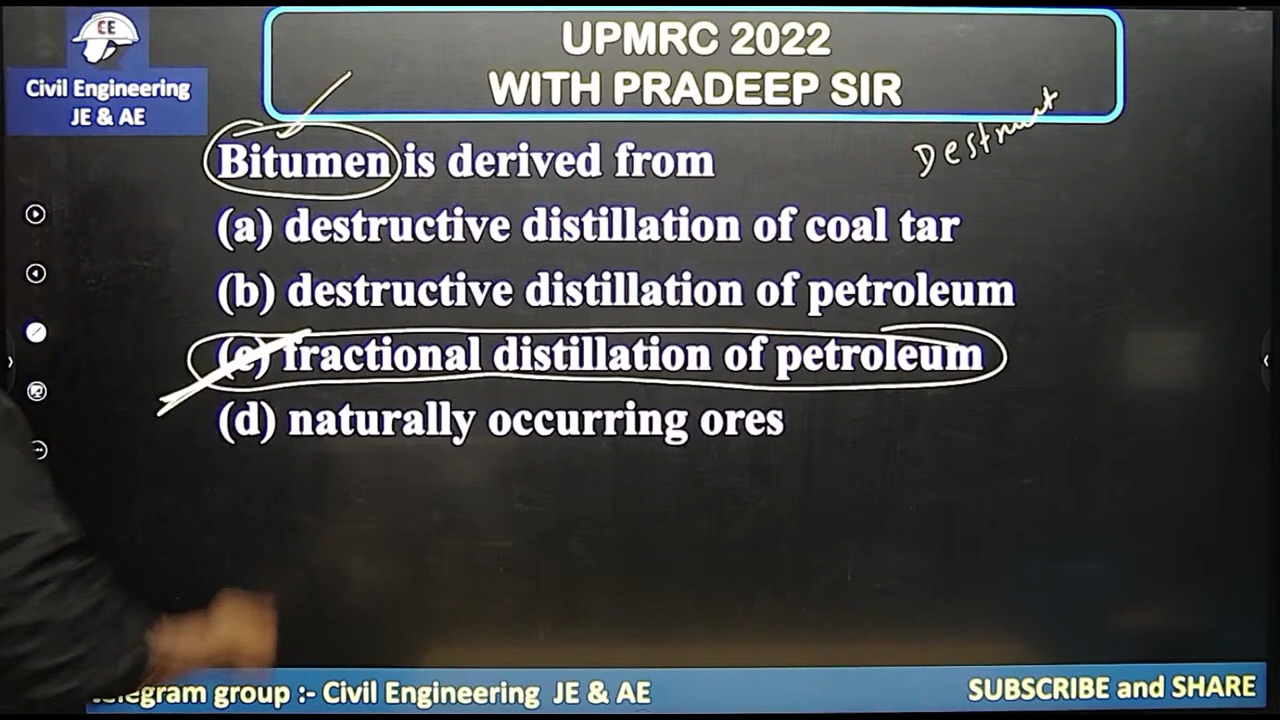 CE
Civil Engineering
JE & AE
UPMRC 2022
WITH PRADEEP SIR
Destruct
Bitumen is derived from
(a) destructive distillation of coal tar
(b) destructive distillation of petroleum
(c) fractional distillation of petroleum
(d) naturally occurring ores
group :- Civil Engineering JE & AE
SUBSCRIBE and SHARE